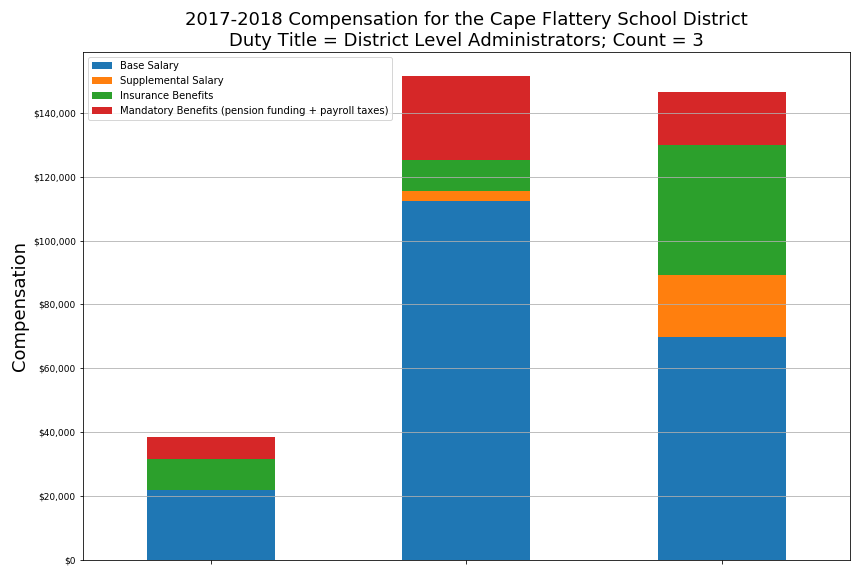 2017-2018 Compensation for the Cape Flattery School District
Duty Title = District Level Administrators; Count = 3
Base Salary
Supplemental Salary
Insurance Benefits
Mandatory Benefits (pension funding + payroll taxes)
$140,000
$120,000
$100,000
$80,000
$60,000
$40,000
$20,000
$0
Compensation